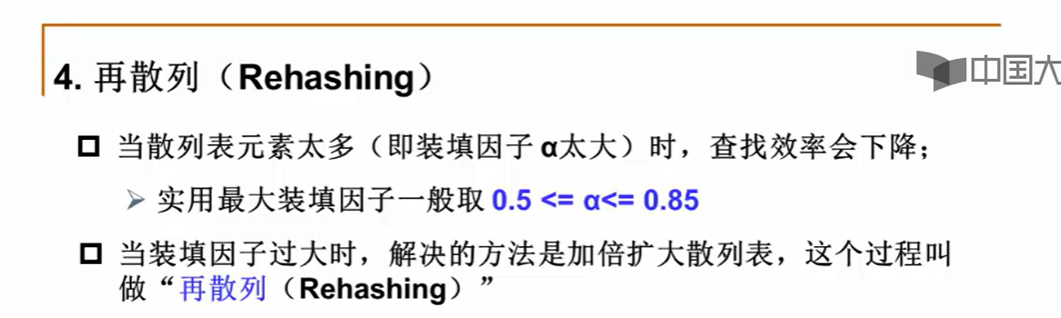 4. 再散列（Rehashing）
中国大
当散列表元素太多（即装填因子 α太大）时，查找效率会下降；
实用最大装填因子一般取 0.5 <= α<= 0.85
当装填因子过大时，解决的方法是加倍扩大散列表，这个过程叫
做“再散列（Rehashing）”